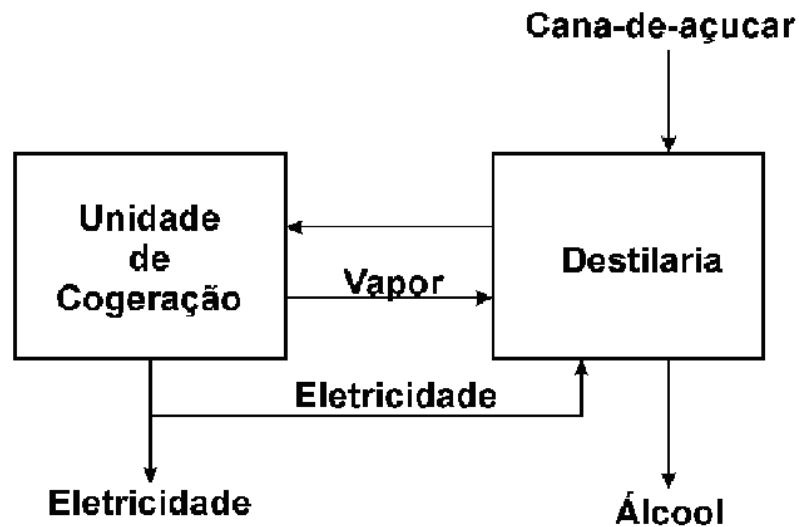 Cana-de-açucar
Unidade
de
Cogeração
Vapor
Destilaria
Eletricidade
Eletricidade
Álcool